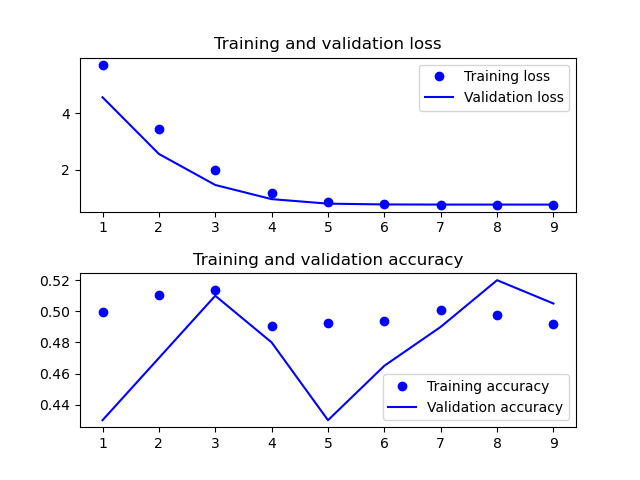 Training and validation loss
4
2
Training loss
Validation loss
1 2 3 4 5 6 7 8 9
Training and validation accuracy
0.52
0.50
0.48
0.46
0.44
Training accuracy
Validation accuracy
1 2 3 4 5 6 7 8 9